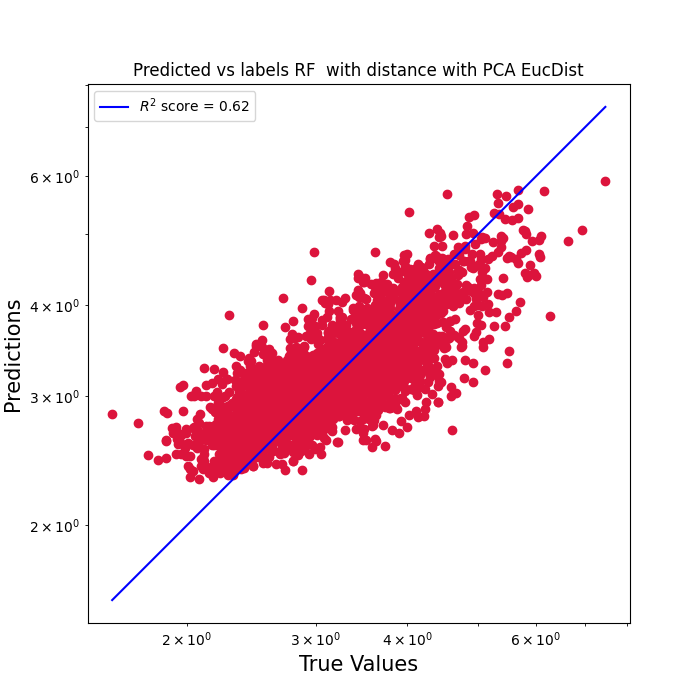 Predicted vs labels RF  with distance with PCA EucDist
R² score = 0.62
6 × 10⁰
4 × 10⁰
3 × 10⁰
2 × 10⁰
Predictions
2 × 10⁰ 3 × 10⁰ 4 × 10⁰ 6 × 10⁰
True Values